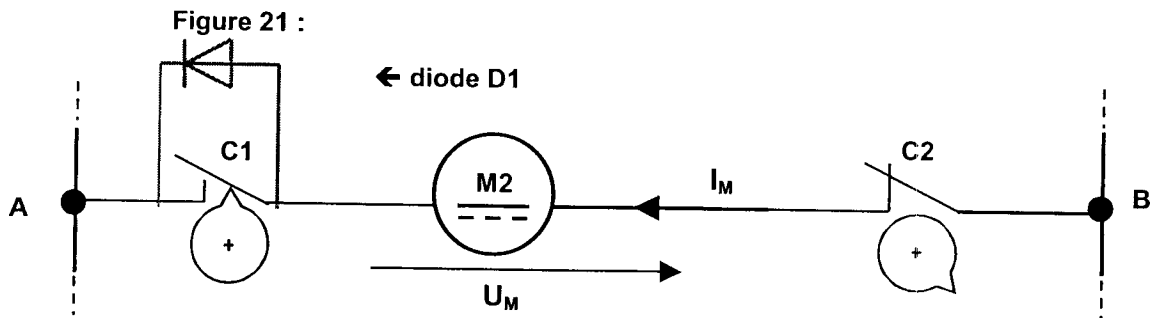 Figure 21 :
← diode D1
C1
C2
M2
I_M
A
B
+
+
U_M